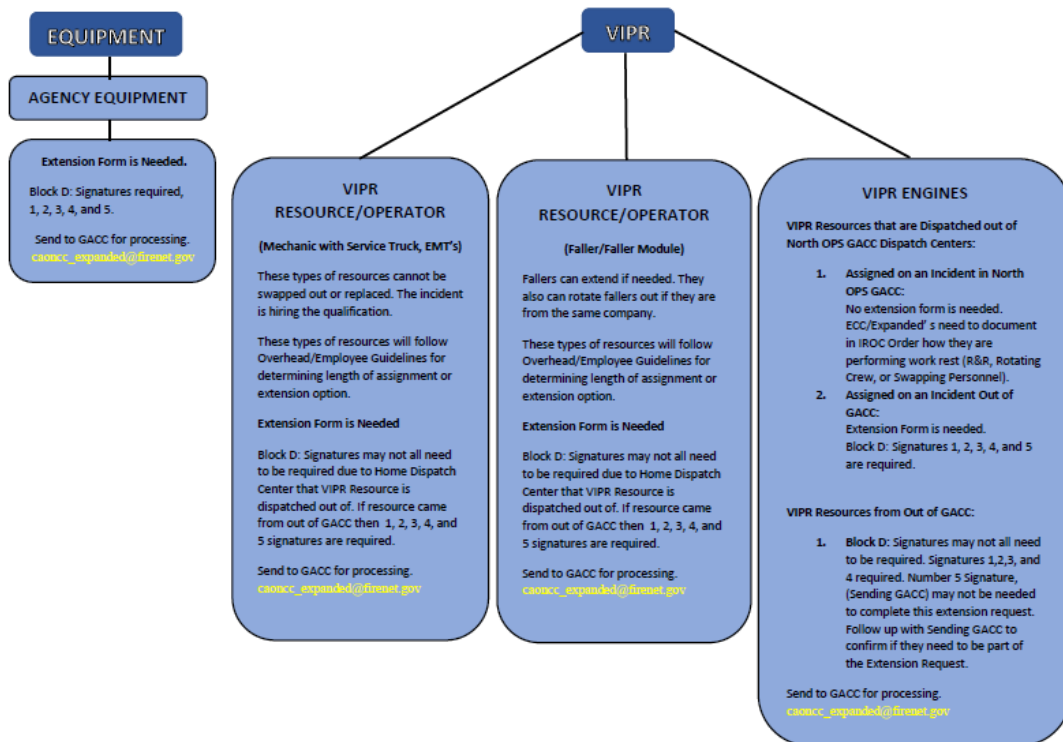 EQUIPMENT
AGENCY EQUIPMENT
Extension Form is Needed.
Block D: Signatures required,
1, 2, 3, 4, and 5.
Send to GACC for processing.
caoncc_expanded@firenet.gov
VIPR
VIPR
RESOURCE/OPERATOR
(Mechanic with Service Truck, EMT's)
These types of resources cannot be
swapped out or replaced. The incident
is hiring the qualification.
These types of resources will follow
Overhead/Employee Guidelines for
determining length of assignment or
extension option.
Extension Form is Needed
Block D: Signatures may not all need
to be required due to Home Dispatch
Center that VIPR Resource is
dispatched out of. If resource came
from out of GACC then 1, 2, 3, 4, and
5 signatures are required.
Send to GACC for processing.
caoncc_expanded@firenet.gov
VIPR
RESOURCE/OPERATOR
(Faller/Faller Module)
Fallers can extend if needed. They
also can rotate fallers out if they are
from the same company.
These types of resources will follow
Overhead/Employee Guidelines for
determining length of assignment or
extension option.
Extension Form is Needed
Block D: Signatures may not all need
to be required due to Home Dispatch
Center that VIPR Resource is
dispatched out of. If resource came
from out of GACC then 1, 2, 3, 4, and
5 signatures are required.
Send to GACC for processing.
caoncc_expanded@firenet.gov
VIPR ENGINES
VIPR Resources that are Dispatched out of
North OPS GACC Dispatch Centers:
1. Assigned on an Incident in North
OPS GACC:
No extension form is needed.
ECC/Expanded' s need to document
in IROC Order how they are
performing work rest (R&R, Rotating
Crew, or Swapping Personnel).
2. Assigned on an Incident Out of
GACC:
Extension Form is needed.
Block D: Signatures 1, 2, 3, 4, and 5
are required.
VIPR Resources from Out of GACC:
1. Block D: Signatures may not all need
to be required. Signatures 1,2,3, and
4 required. Number 5 Signature,
(Sending GACC) may not be needed
to complete this extension request.
Follow up with Sending GACC to
confirm if they need to be part of
the Extension Request.
Send to GACC for processing.
caoncc_expanded@firenet.gov